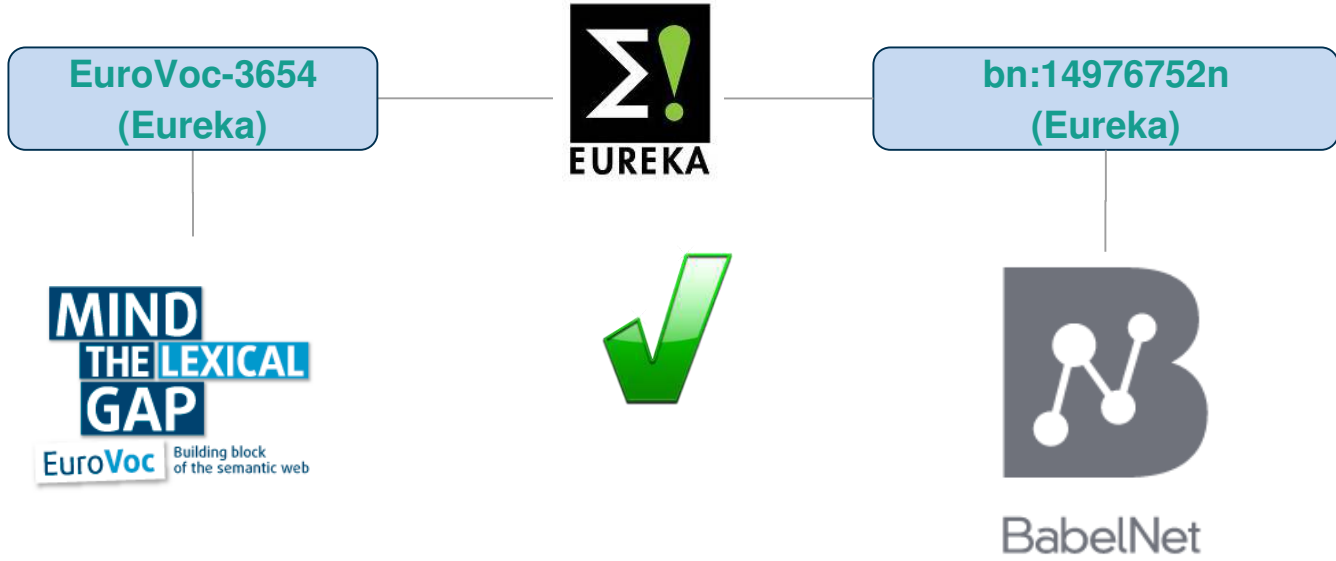 EuroVoc-3654
(Eureka)
Σ!
EUREKA
bn:14976752n
(Eureka)
MIND
THE LEXICAL
GAP
EuroVoc
Building block
of the semantic web
B
BabelNet